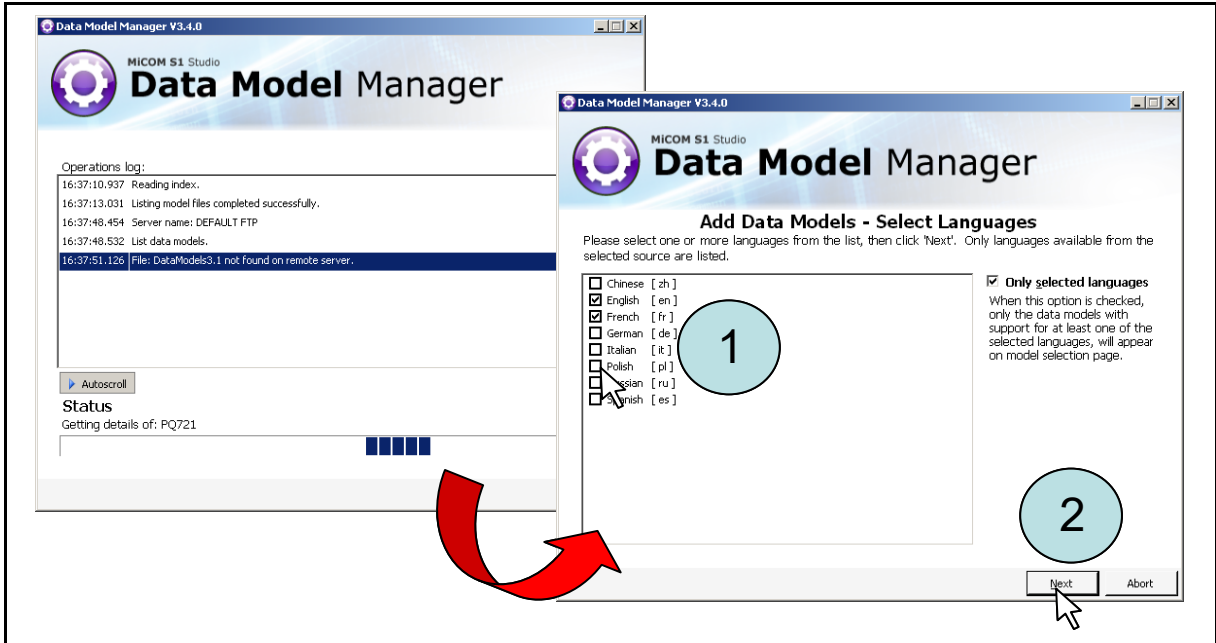 Data Model Manager V3.4.0
MiCOM S1 Studio
Data Model Manager
Operations log:
16:37:10.937 Reading index.
16:37:13.031 Listing model files completed successfully.
16:37:48.454 Server name: DEFAULT FTP
16:37:48.532 List data models.
16:37:51.126 File: DataModels3.1 not found on remote server.
Autoscroll
Status
Getting details of: PQ721
Data Model Manager V3.4.0
MiCOM S1 Studio
Data Model Manager
Add Data Models - Select Languages
Please select one or more languages from the list, then click 'Next'. Only languages available from the
selected source are listed.
Chinese [ zh ]
English [ en ]
French [ fr ]
German [ de ]
Italian [ it ]
Polish [ pl ]
[ ru ]
[ es ]
1
Only selected languages
When this option is checked,
only the data models with
support for at least one of the
selected languages, will appear
on model selection page.
2
Next
Abort